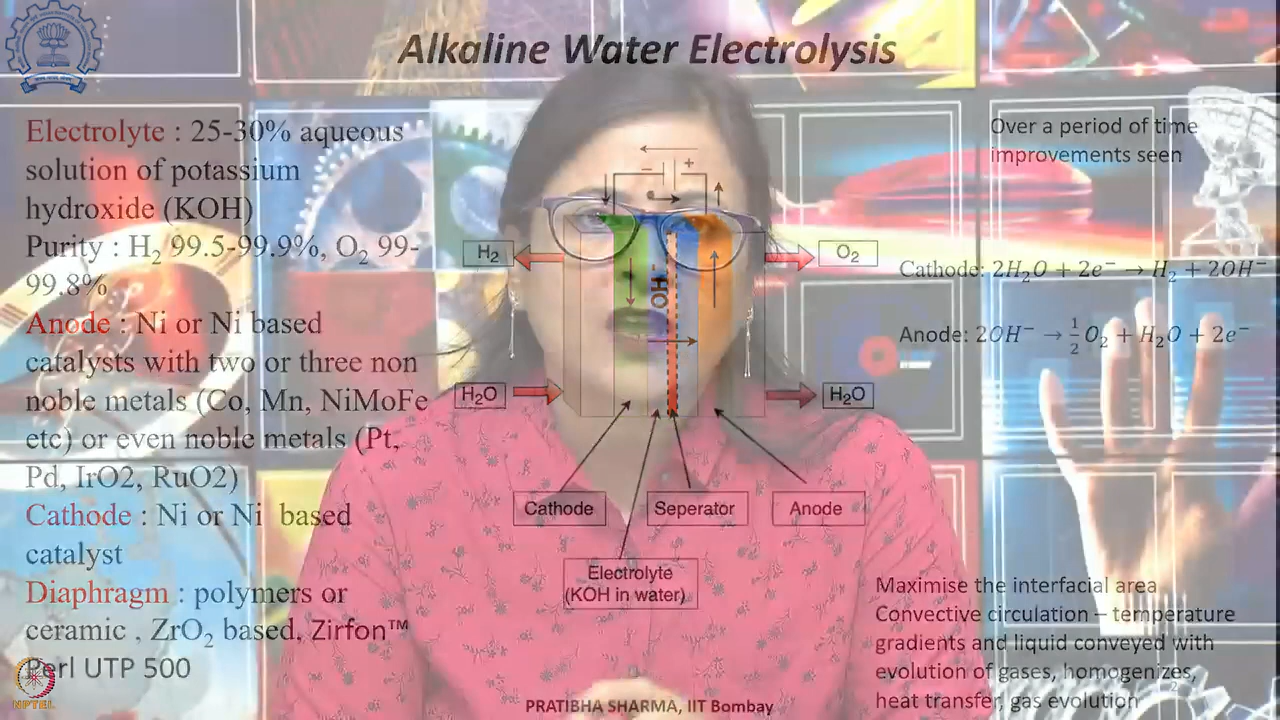 Alkaline Water Electrolysis
Electrolyte : 25-30% aqueous
solution of potassium
hydroxide (KOH)
Purity : H₂ 99.5-99.9%, O₂ 99-
99.8%
Anode : Ni or Ni based
catalysts with two or three non
noble metals (Co, Mn, NiMoFe
etc) or even noble metals (Pt,
Pd, IrO2, RuO2)
Cathode : Ni or Ni based
catalyst
Diaphragm : polymers or
ceramic , ZrO₂ based, Zirfon™
Perl UTP 500
NPTEL
− +
e⁻
H₂
O₂
OH⁻
H₂O
H₂O
Cathode
Seperator
Anode
Electrolyte
(KOH in water)
Over a period of time
improvements seen
Cathode: 2H₂O + 2e⁻ → H₂ + 2OH⁻
Anode: 2OH⁻ → ½O₂ + H₂O + 2e⁻
Maximise the interfacial area
Convective circulation – temperature
gradients and liquid conveyed with
evolution of gases, homogenizes,
heat transfer, gas evolution
PRATIBHA SHARMA, IIT Bombay